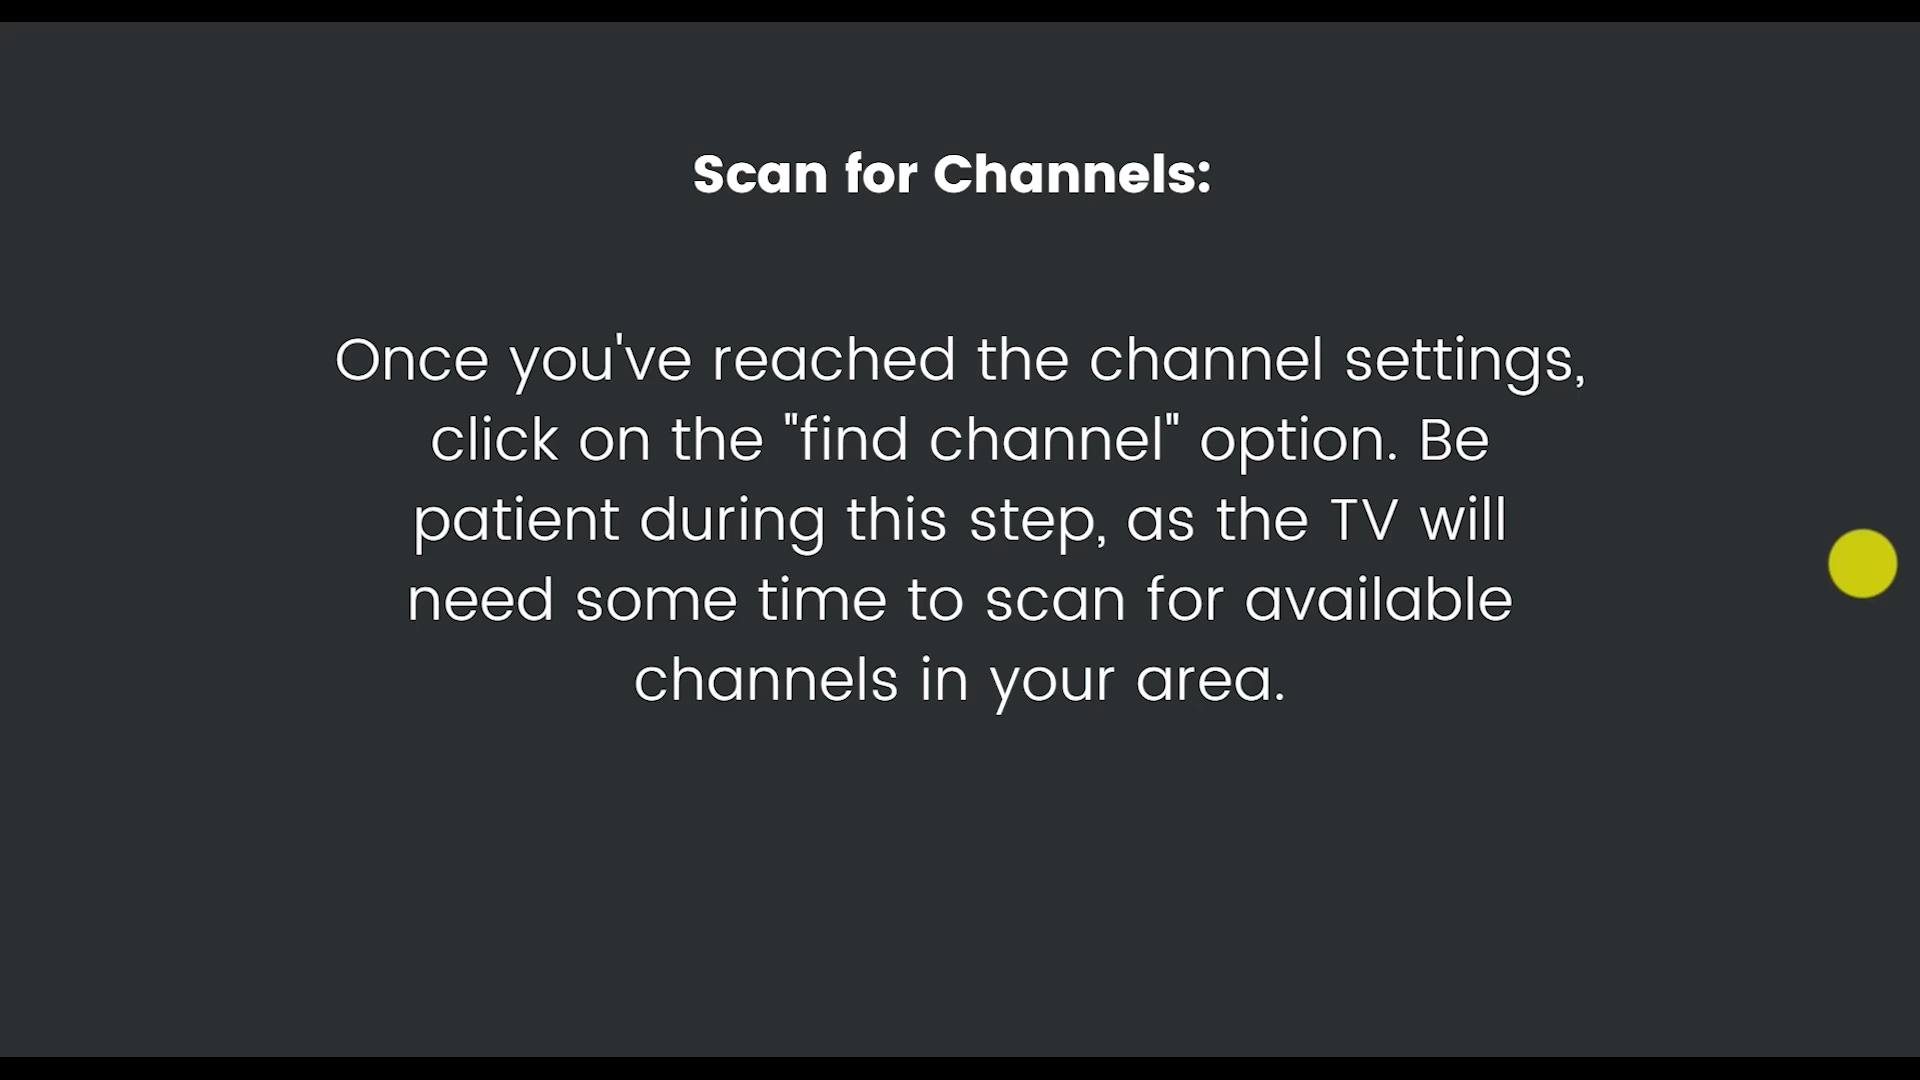 Scan for Channels:
Once you've reached the channel settings,
click on the "find channel" option. Be
patient during this step, as the TV will
need some time to scan for available
channels in your area.